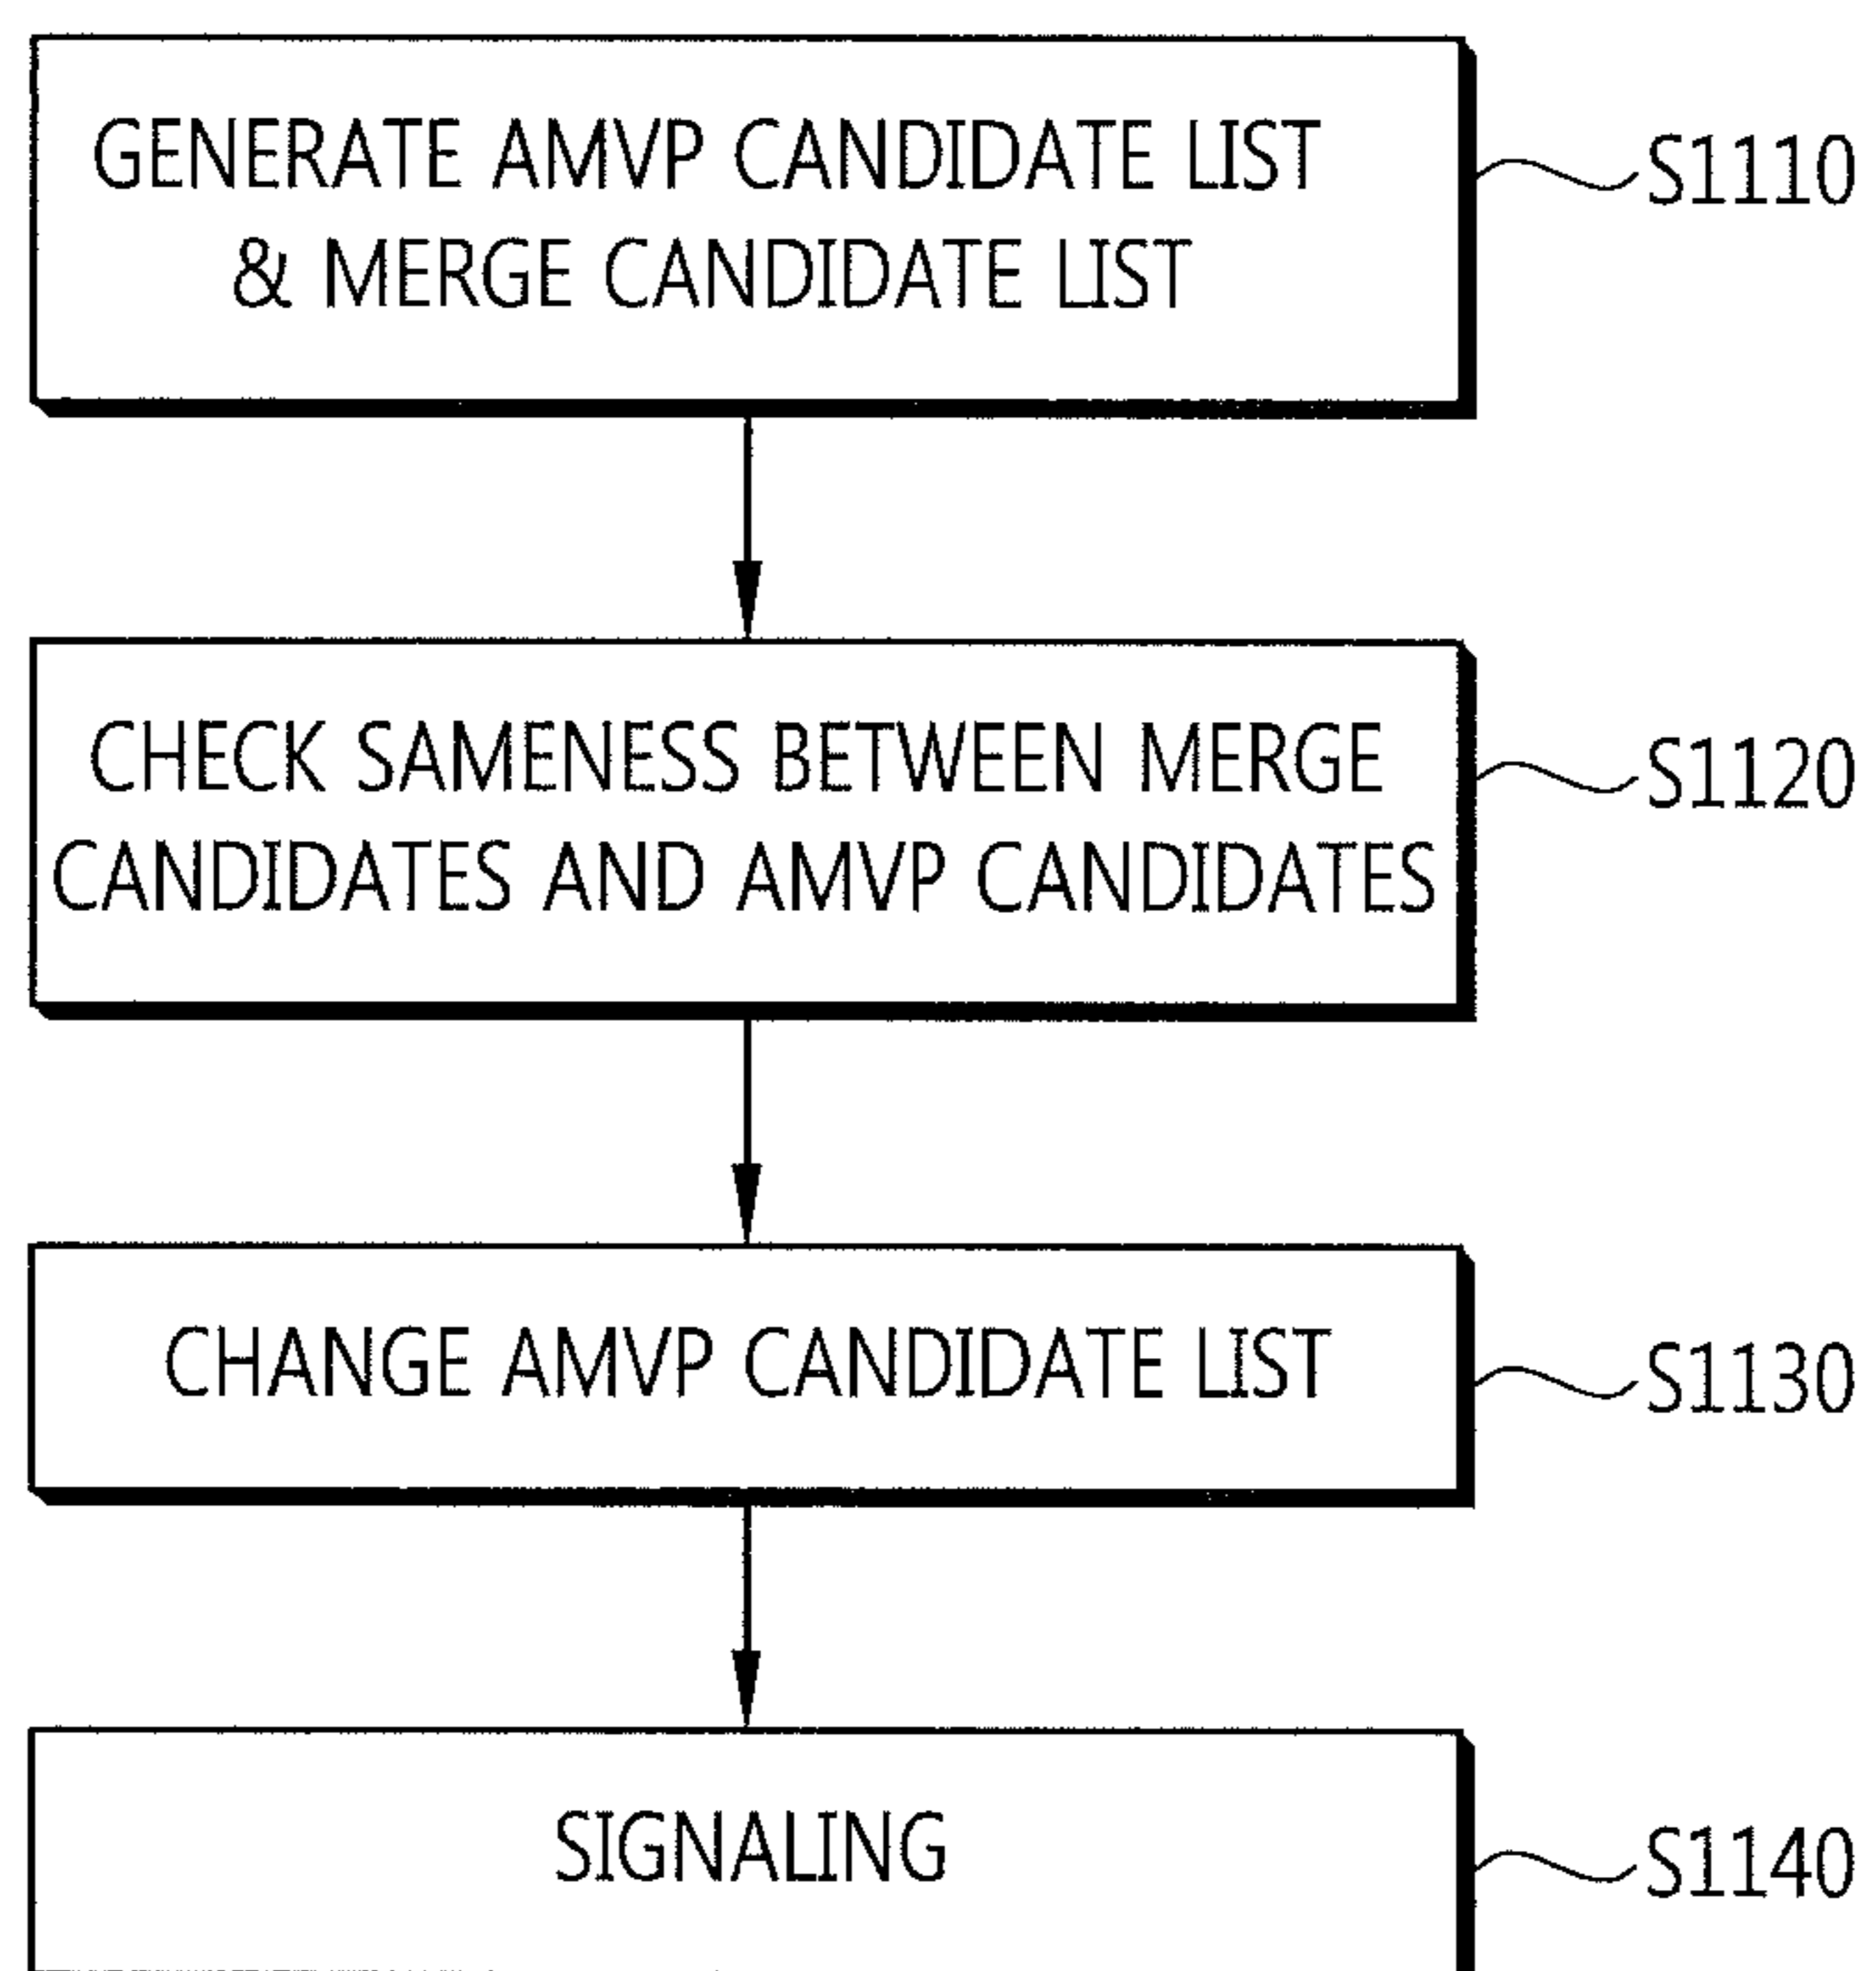 GENERATE AMVP CANDIDATE LIST
& MERGE CANDIDATE LIST
S1110
CHECK SAMENESS BETWEEN MERGE
CANDIDATES AND AMVP CANDIDATES
S1120
CHANGE AMVP CANDIDATE LIST
S1130
SIGNALING
S1140